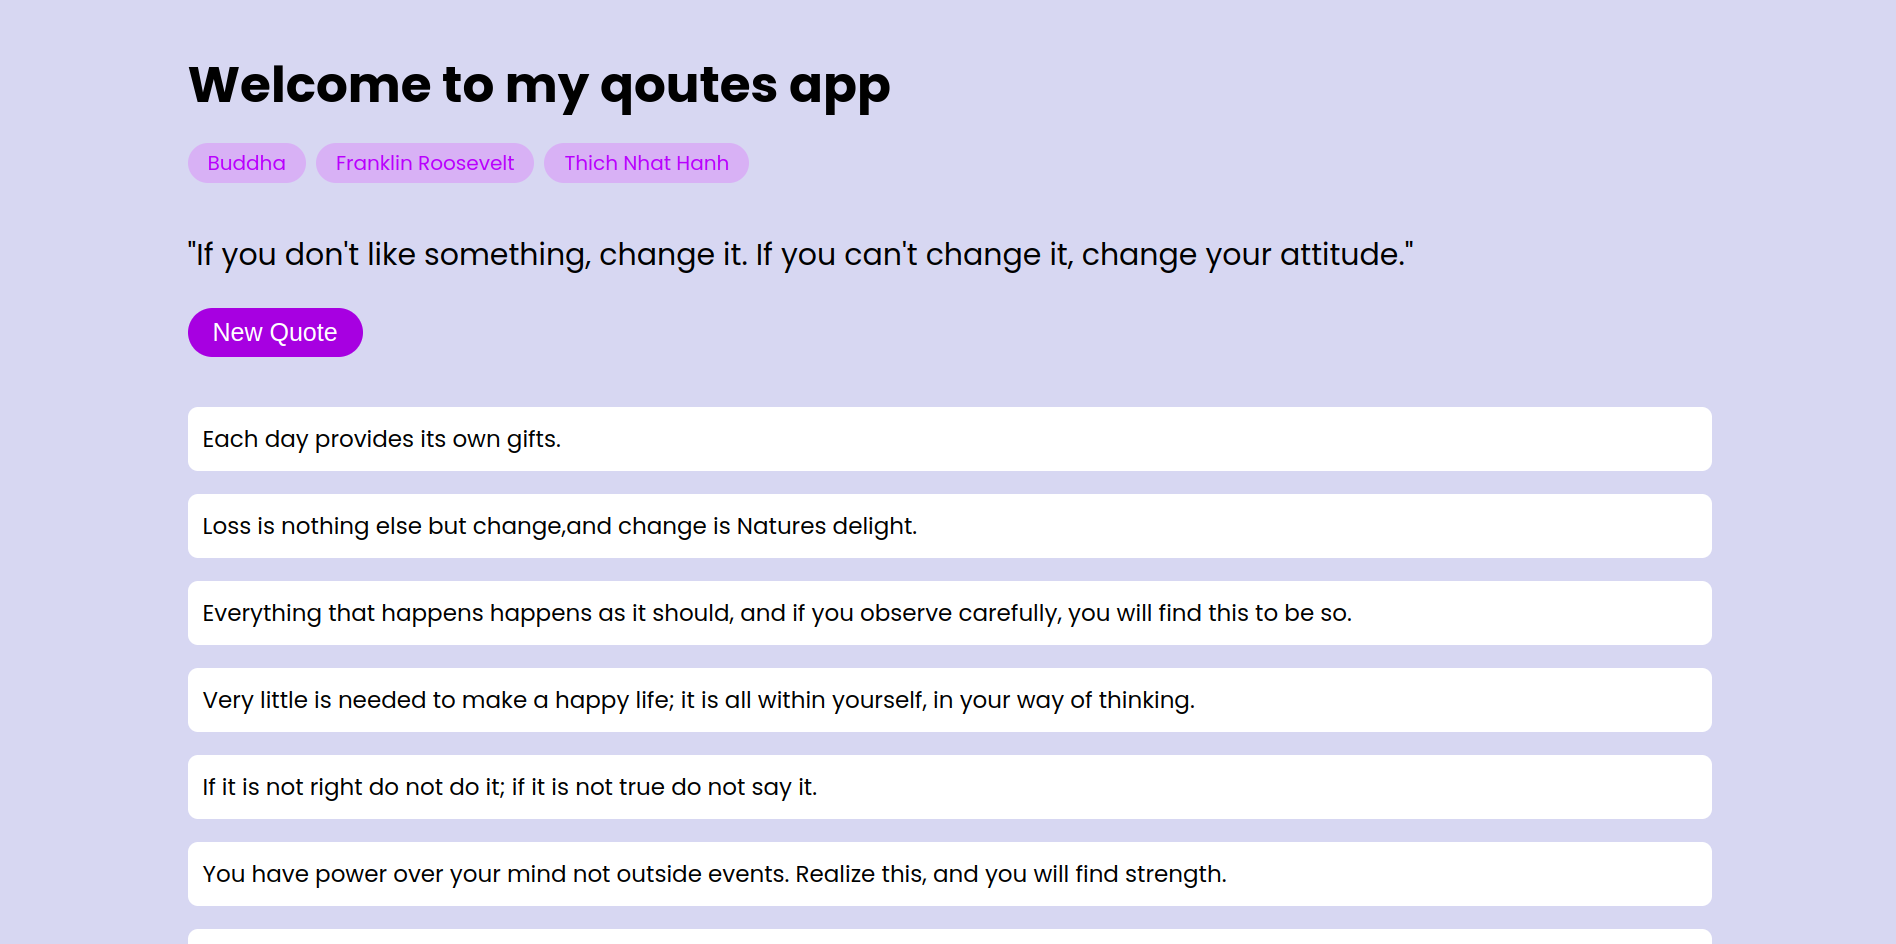 Welcome to my qoutes app
Buddha Franklin Roosevelt Thich Nhat Hanh
"If you don't like something, change it. If you can't change it, change your attitude."
New Quote
Each day provides its own gifts.
Loss is nothing else but change,and change is Natures delight.
Everything that happens happens as it should, and if you observe carefully, you will find this to be so.
Very little is needed to make a happy life; it is all within yourself, in your way of thinking.
If it is not right do not do it; if it is not true do not say it.
You have power over your mind not outside events. Realize this, and you will find strength.